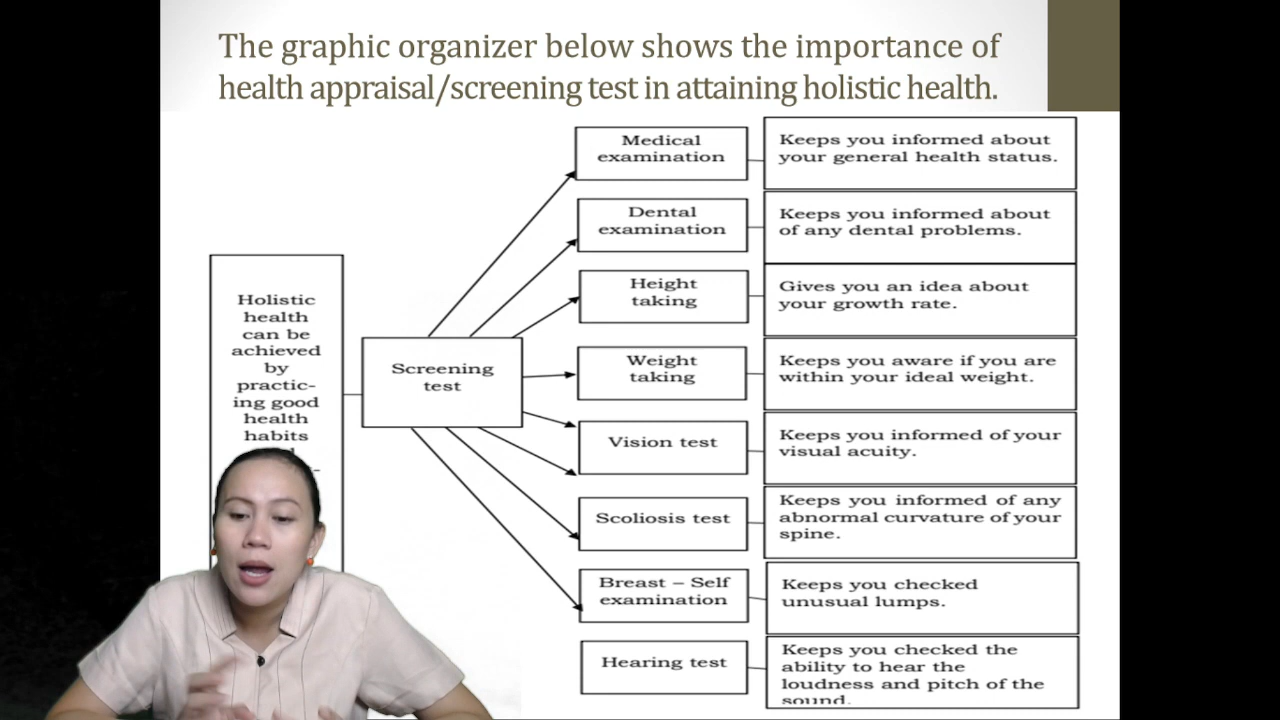 The graphic organizer below shows the importance of
health appraisal/screening test in attaining holistic health.
Holistic
health
can be
achieved
by
practic-
ing good
health
habits
Screening
test
Medical
examination
Keeps you informed about
your general health status.
Dental
examination
Keeps you informed about
of any dental problems.
Height
taking
Gives you an idea about
your growth rate.
Weight
taking
Keeps you aware if you are
within your ideal weight.
Vision test
Keeps you informed of your
visual acuity.
Scoliosis test
Keeps you informed of any
abnormal curvature of your
spine.
Breast – Self
examination
Keeps you checked
unusual lumps.
Hearing test
Keeps you checked the
ability to hear the
loudness and pitch of the
sound.